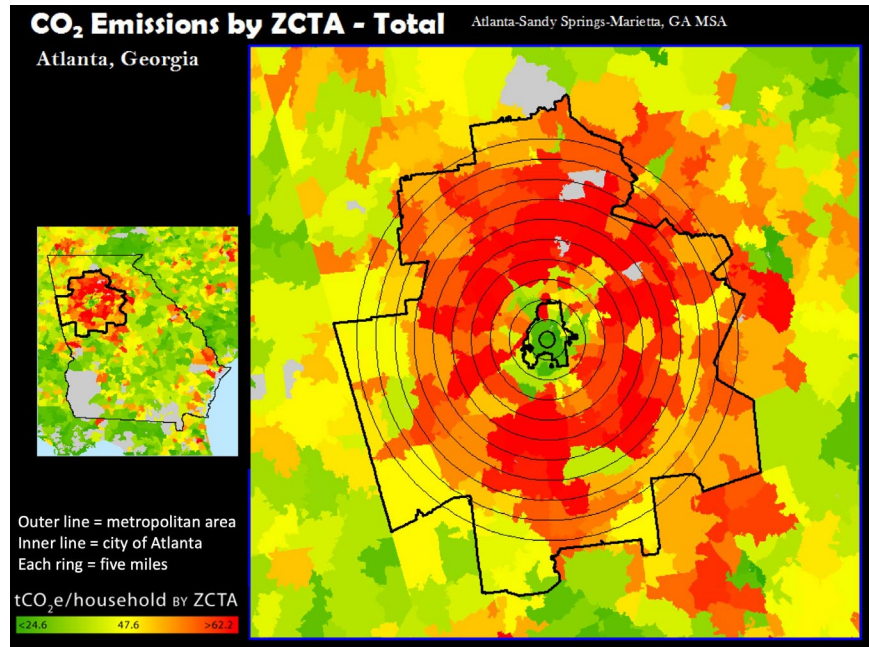 CO₂ Emissions by ZCTA - Total
Atlanta-Sandy Springs-Marietta, GA MSA
Atlanta, Georgia
Outer line = metropolitan area
Inner line = city of Atlanta
Each ring = five miles
tCO₂e/household BY ZCTA
<24.6 47.6 >62.2